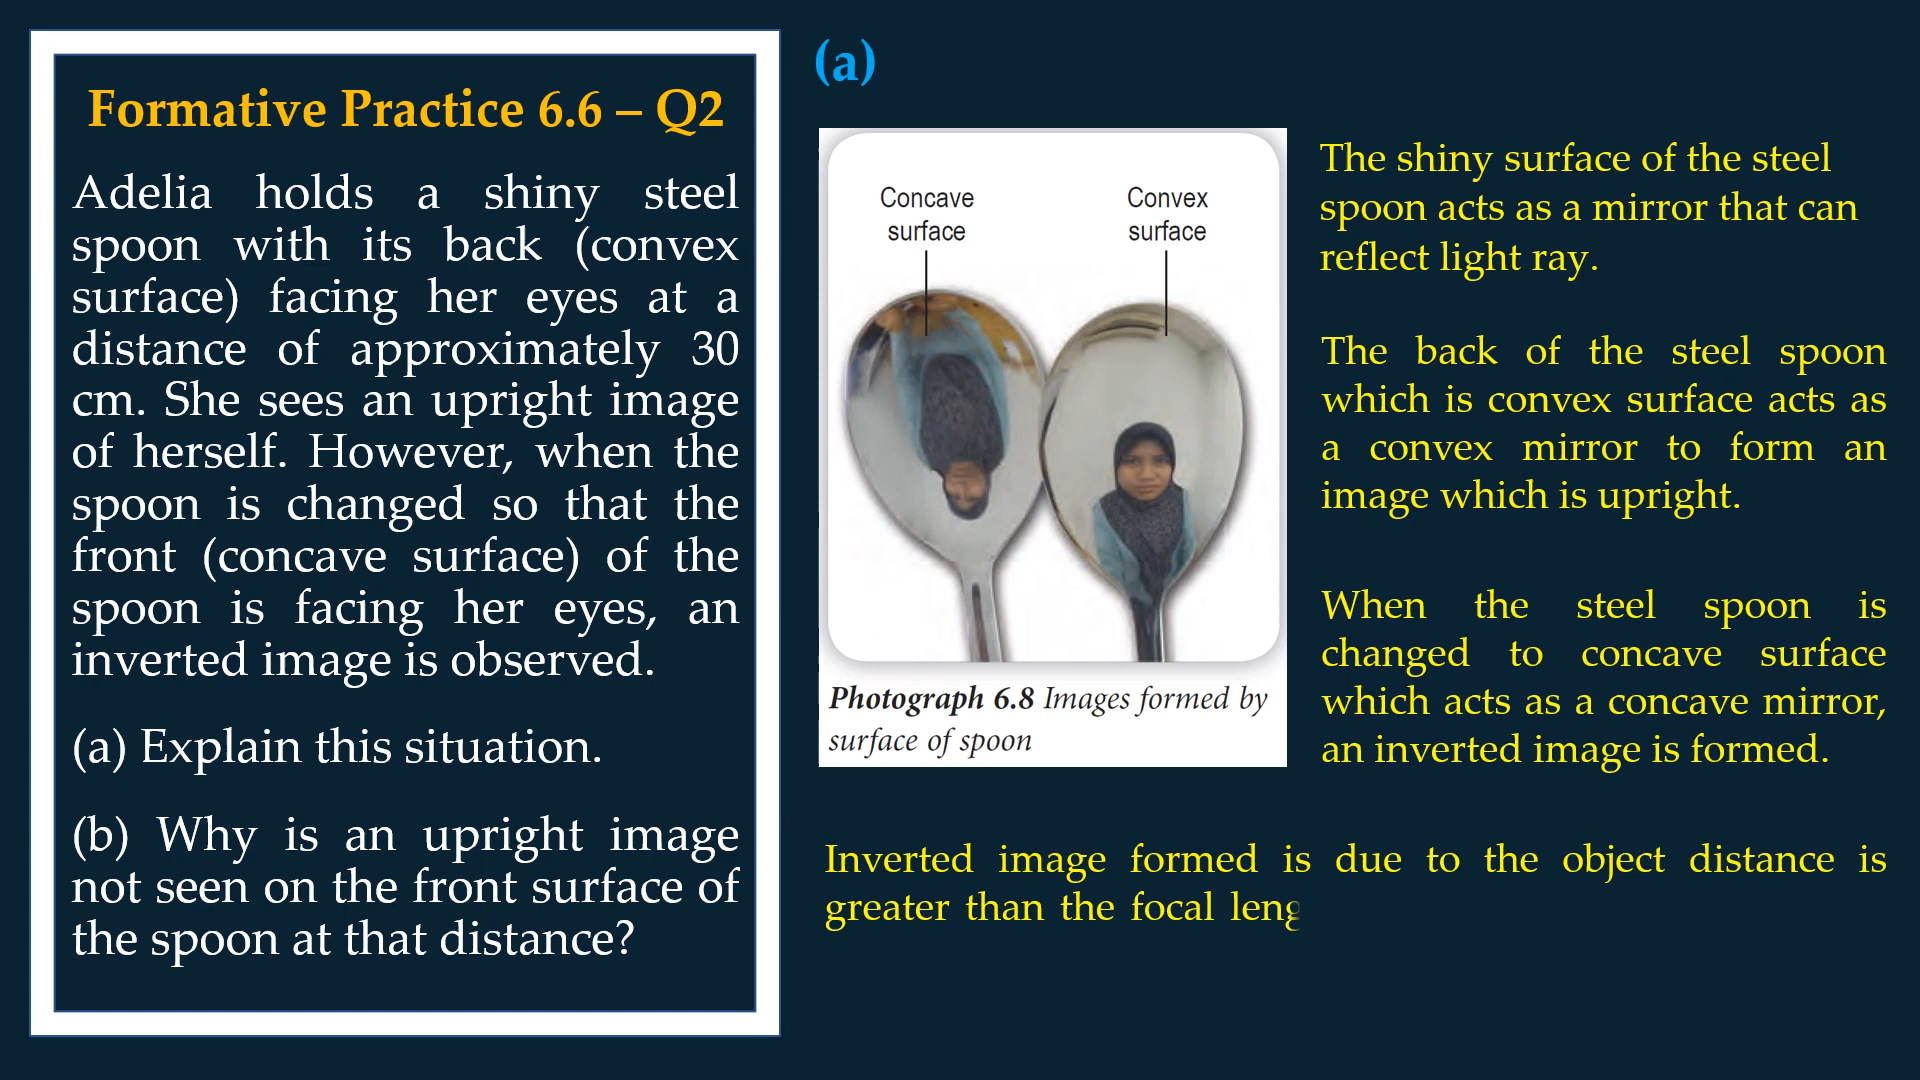 Formative Practice 6.6 – Q2
Adelia holds a shiny steel
spoon with its back (convex
surface) facing her eyes at a
distance of approximately 30
cm. She sees an upright image
of herself. However, when the
spoon is changed so that the
front (concave surface) of the
spoon is facing her eyes, an
inverted image is observed.
(a) Explain this situation.
(b) Why is an upright image
not seen on the front surface of
the spoon at that distance?
(a)
Concave
surface
Convex
surface
Photograph 6.8 Images formed by
surface of spoon
The shiny surface of the steel
spoon acts as a mirror that can
reflect light ray.
The back of the steel spoon
which is convex surface acts as
a convex mirror to form an
image which is upright.
When the steel spoon is
changed to concave surface
which acts as a concave mirror,
an inverted image is formed.
Inverted image formed is due to the object distance is
greater than the focal leng